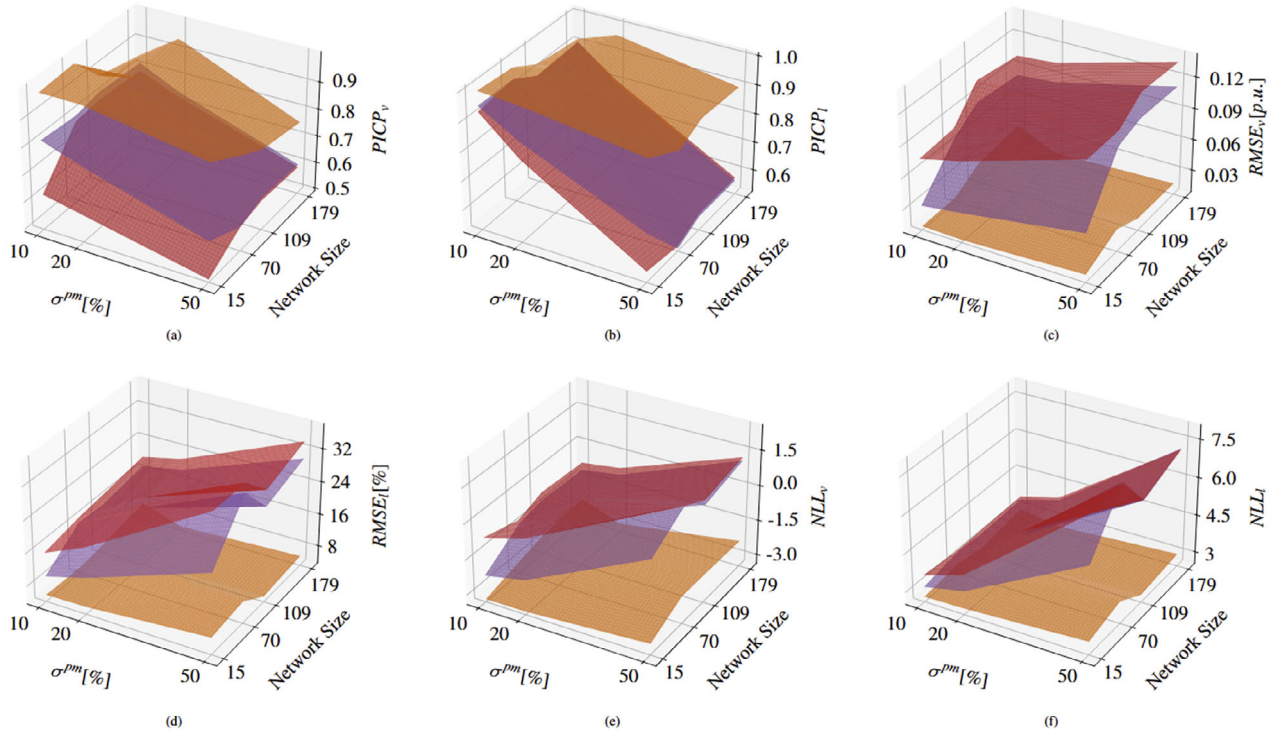 0.9
0.8
0.7
0.6
0.5
PICP_v
10
20
50
σ^{pm}[%]
15
70
109
179
Network Size
(a)
1.0
0.9
0.8
0.7
0.6
PICP_l
10
20
50
σ^{pm}[%]
15
70
109
179
Network Size
(b)
0.12
0.09
0.06
0.03
RMSE_v[p.u.]
10
20
50
σ^{pm}[%]
15
70
109
179
Network Size
(c)
32
24
16
8
RMSE_l[%]
10
20
50
σ^{pm}[%]
15
70
109
179
Network Size
(d)
1.5
0.0
-1.5
-3.0
NLL_v
10
20
50
σ^{pm}[%]
15
70
109
179
Network Size
(e)
7.5
6.0
4.5
3
NLL_l
10
20
50
σ^{pm}[%]
15
70
109
179
Network Size
(f)